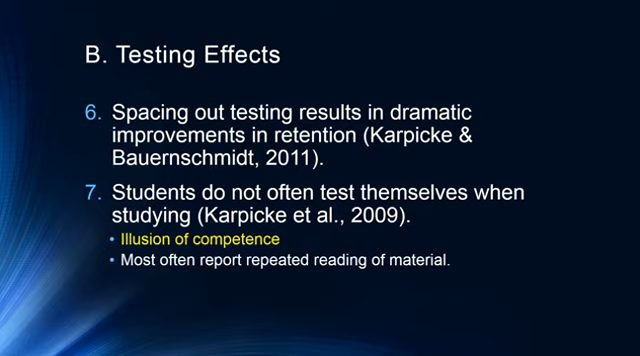 B. Testing Effects
6. Spacing out testing results in dramatic
improvements in retention (Karpicke &
Bauernschmidt, 2011).
7. Students do not often test themselves when
studying (Karpicke et al., 2009).
• Illusion of competence
• Most often report repeated reading of material.